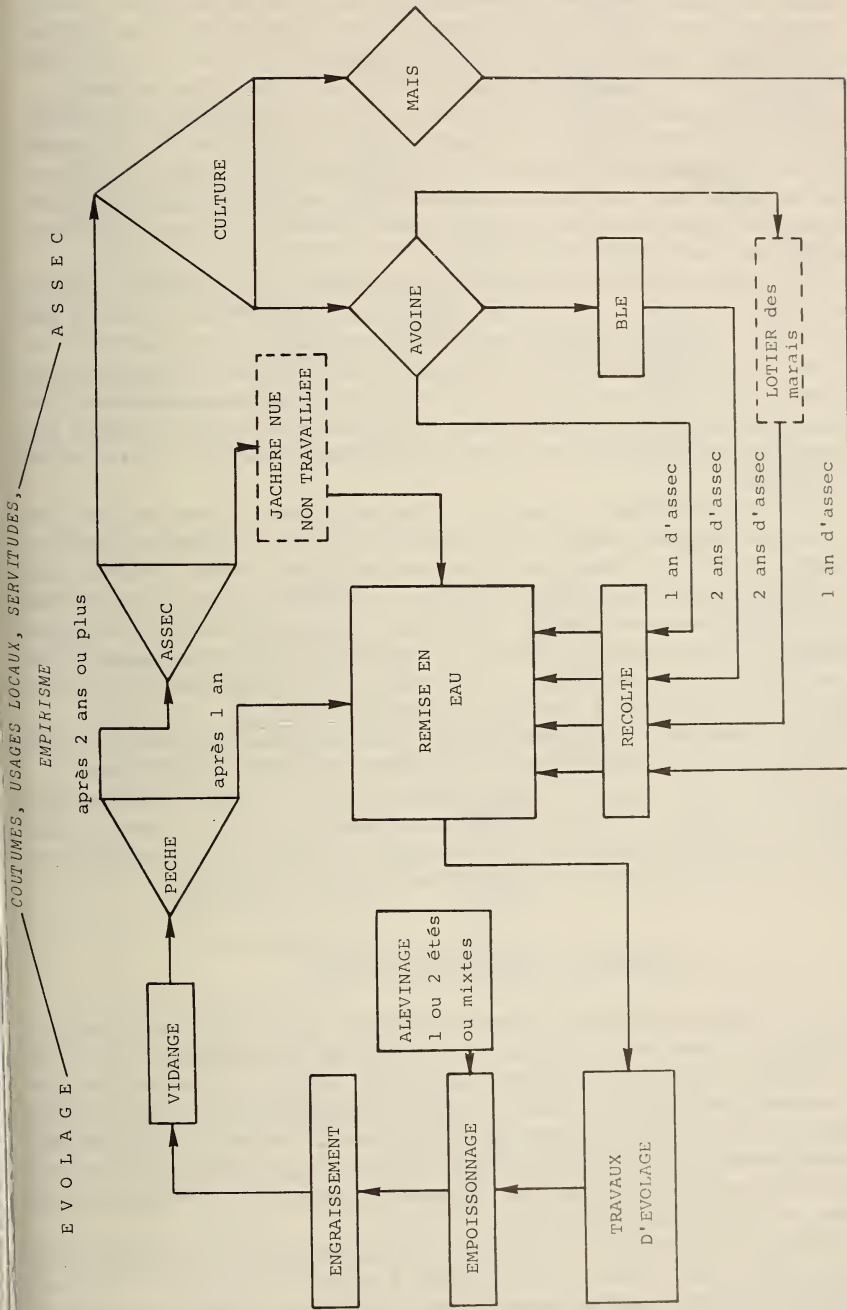 COUTUMES, USAGES LOCAUX, SERVITUDES,
EMPIRISME
E V O L A G E
A S S E C
VIDANGE
PECHE
après 2 ans ou plus
après 1 an
ASSEC
CULTURE
JACHERE NUE
NON TRAVAILLEE
MAIS
AVOINE
BLE
LOTIER des
marais
ENGRAISSEMENT
ALEVINAGE
1 ou 2 étés
ou mixtes
EMPOISSONNAGE
TRAVAUX
D'EVOLAGE
REMISE EN
EAU
RECOLTE
1 an d'assec
2 ans d'assec
2 ans d'assec
1 an d'assec